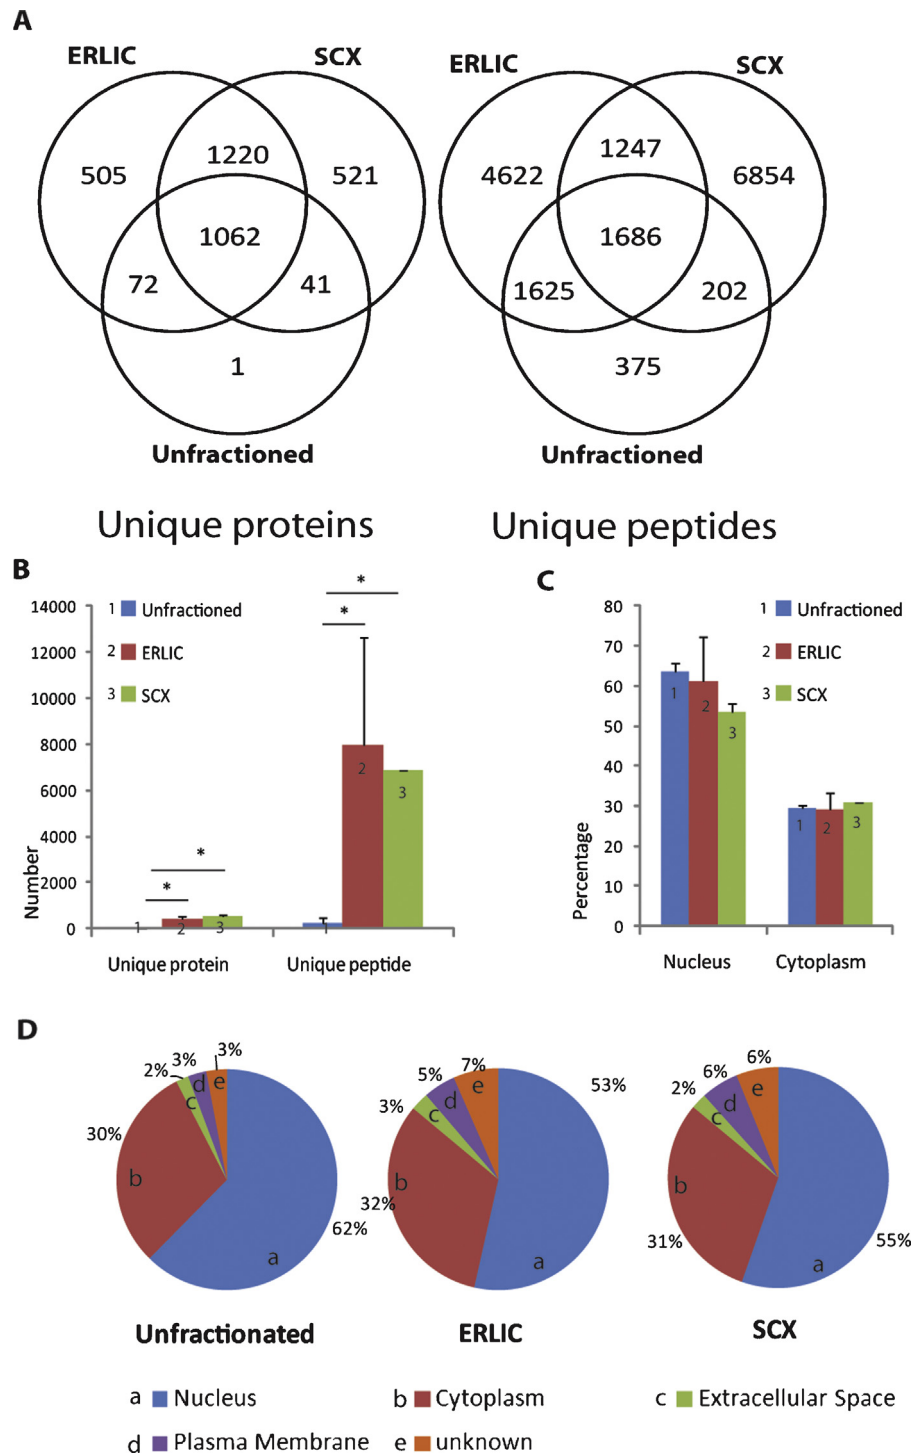 A
ERLIC SCX
1220
505 521
1062
72 41
1
Unfractioned
Unique proteins
ERLIC SCX
1247
4622 6854
1686
1625 202
375
Unfractioned
Unique peptides
B
Number
14000
12000
10000
8000
6000
4000
2000
0
1 Unfractioned
2 ERLIC
3 SCX
* *
* *
1 2 3
1 2 3
Unique protein Unique peptide
C
Percentage
80
70
60
50
40
30
20
10
0
1 Unfractioned
2 ERLIC
3 SCX
1 2 3
1 2 3
Nucleus Cytoplasm
D
2% 3% 3%
30%
62%
a b c d e
Unfractionated
3% 5% 7%
53%
32%
a b c d e
ERLIC
2% 6% 6%
31%
55%
a b c d e
SCX
a Nucleus b Cytoplasm c Extracellular Space
d Plasma Membrane e unknown